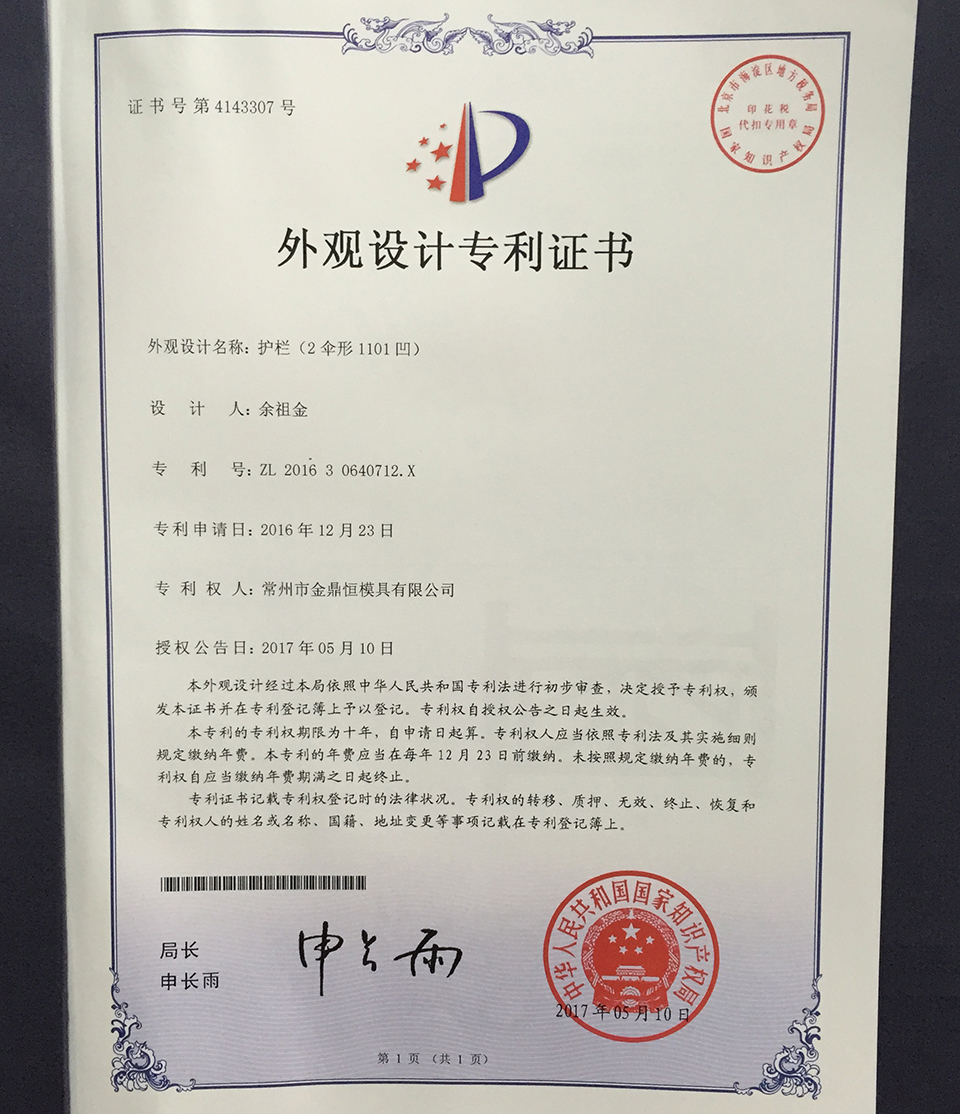 证书号第4143307号
北京市海淀区地方税务局
印花税
代扣专用章
国家知识产权局
外观设计专利证书
外观设计名称：护栏（2伞形1101凹）
设 计 人：余祖金
专 利 号：ZL 2016 3 0640712.X
专利申请日：2016年12月23日
专 利 权 人：常州市金鼎恒模具有限公司
授权公告日：2017年05月10日
本外观设计经过本局依照中华人民共和国专利法进行初步审查，决定授予专利权，颁
发本证书并在专利登记簿上予以登记。专利权自授权公告之日起生效。
本专利的专利权期限为十年，自申请日起算。专利权人应当依照专利法及其实施细则
规定缴纳年费。本专利的年费应当在每年12月23日前缴纳。未按照规定缴纳年费的，专
利权自应当缴纳年费期满之日起终止。
专利证书记载专利权登记时的法律状况。专利权的转移、质押、无效、终止、恢复和
专利权人的姓名或名称、国籍、地址变更等事项记载在专利登记簿上。
局长
申长雨
申长雨
中华人民共和国国家知识产权局
2017年05月10日
第1页（共1页）